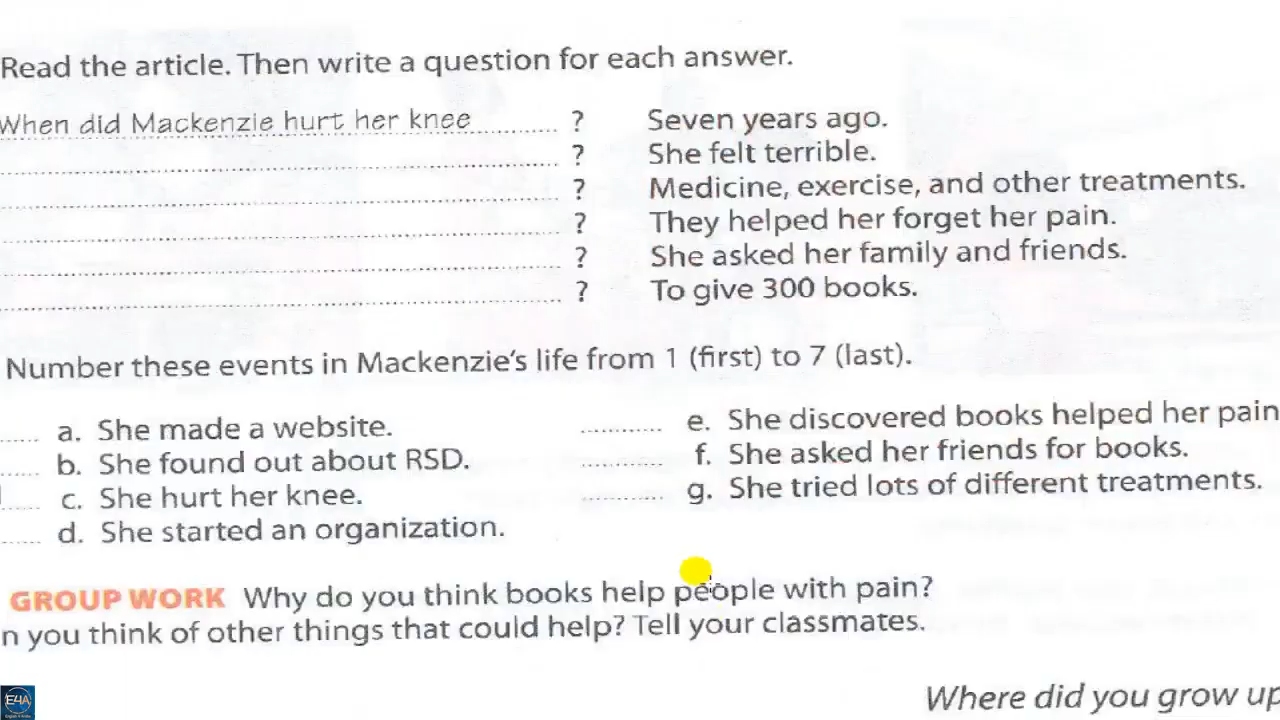 Read the article. Then write a question for each answer.
When did Mackenzie hurt her knee ? Seven years ago.
? She felt terrible.
? Medicine, exercise, and other treatments.
? They helped her forget her pain.
? She asked her family and friends.
? To give 300 books.
Number these events in Mackenzie's life from 1 (first) to 7 (last).
a. She made a website.
b. She found out about RSD.
c. She hurt her knee.
d. She started an organization.
e. She discovered books helped her pain
f. She asked her friends for books.
g. She tried lots of different treatments.
GROUP WORK Why do you think books help people with pain?
n you think of other things that could help? Tell your classmates.
Where did you grow up
E4A